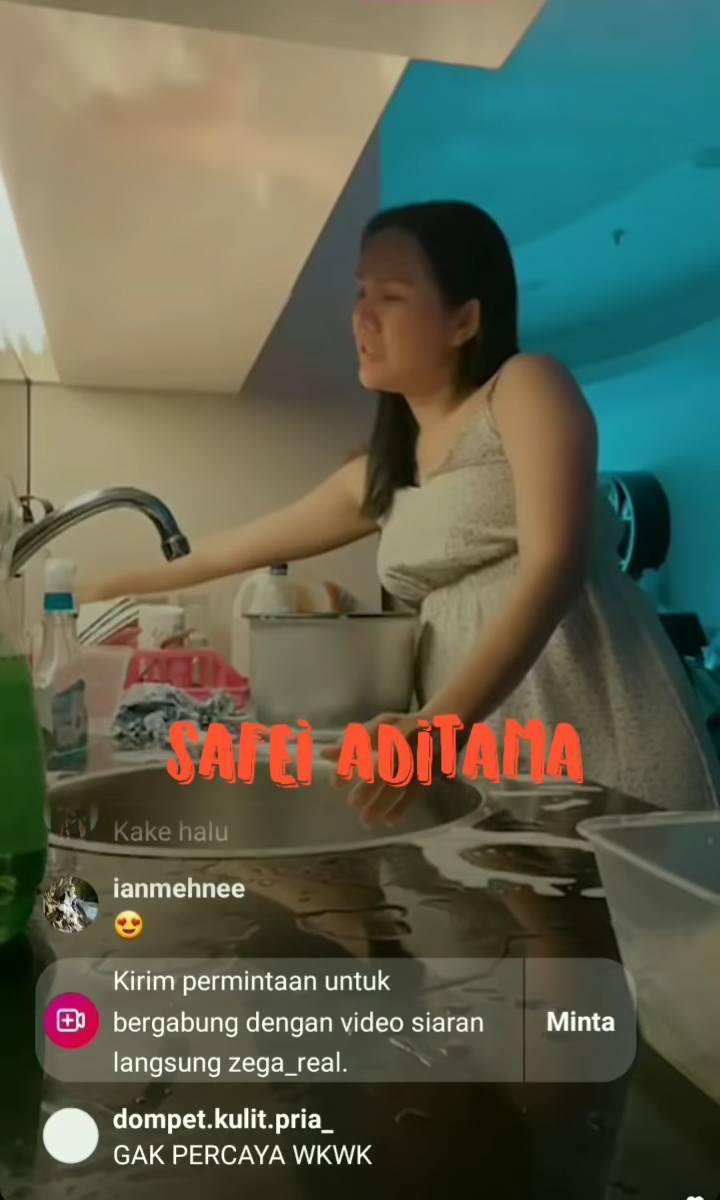 SAFEi ADiTAMA
Kake halu
ianmehnee
😍
Kirim permintaan untuk
bergabung dengan video siaran
langsung zega_real.
Minta
dompet.kulit.pria_
GAK PERCAYA WKWK